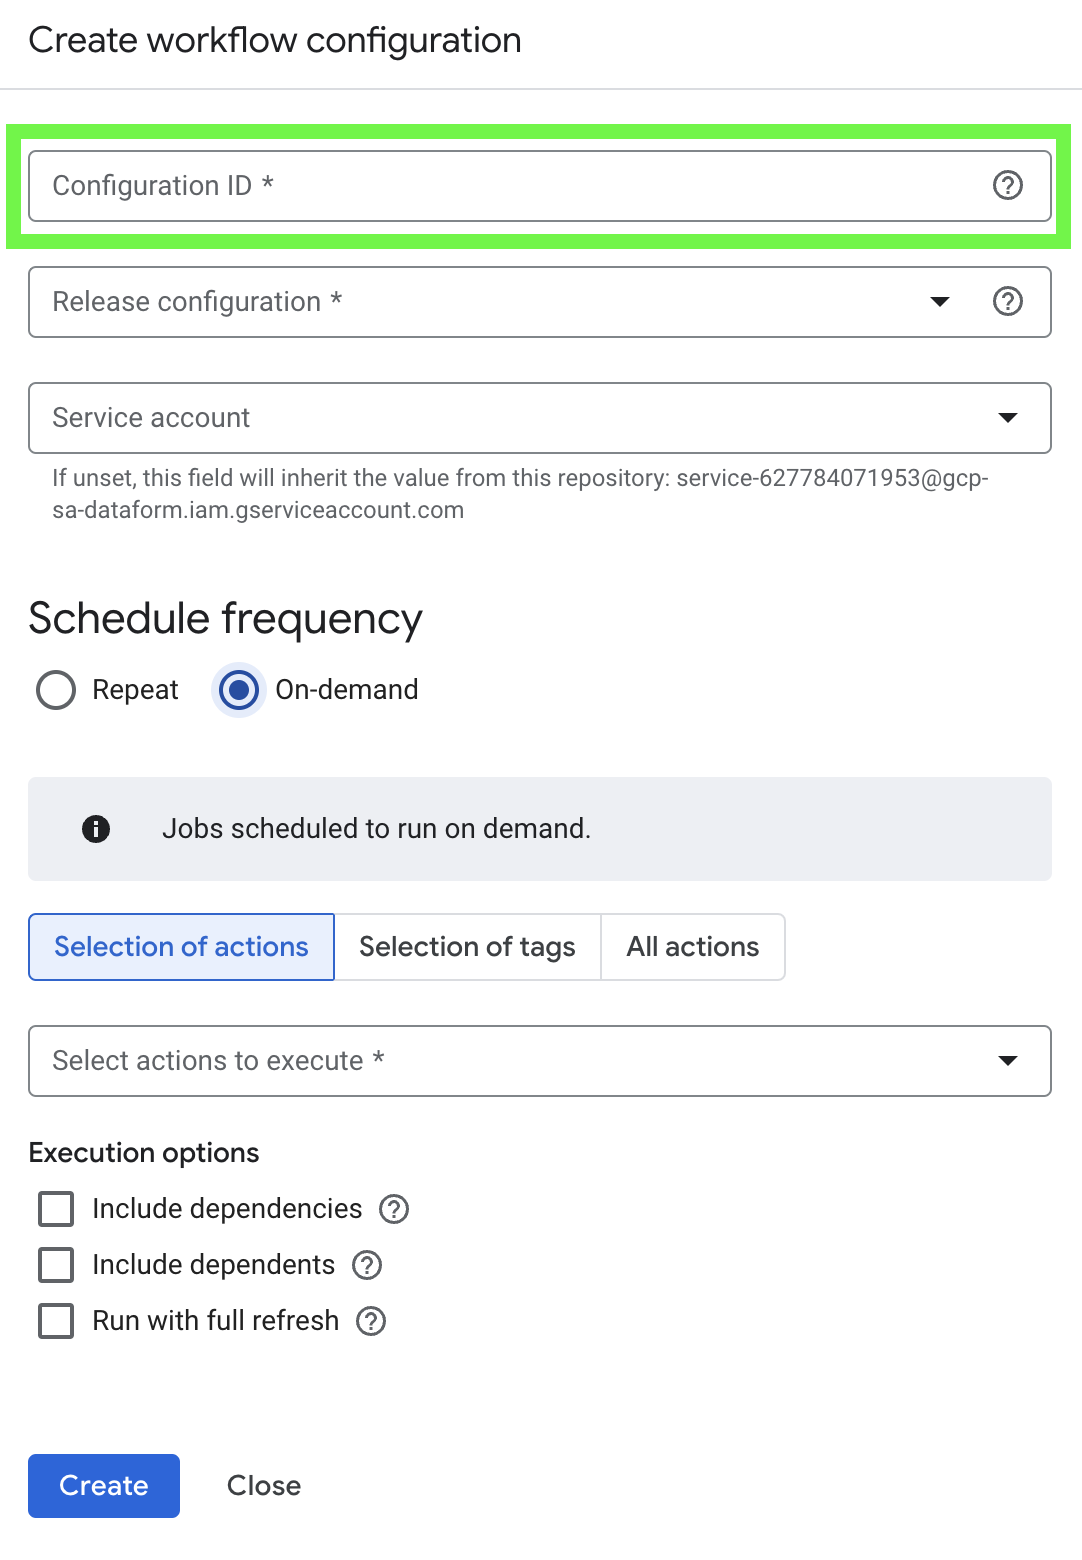 Create workflow configuration
Configuration ID *
Release configuration *
Service account
If unset, this field will inherit the value from this repository: service-627784071953@gcp-
sa-dataform.iam.gserviceaccount.com
Schedule frequency
Repeat On-demand
Jobs scheduled to run on demand.
Selection of actions Selection of tags All actions
Select actions to execute *
Execution options
Include dependencies
Include dependents
Run with full refresh
Create Close